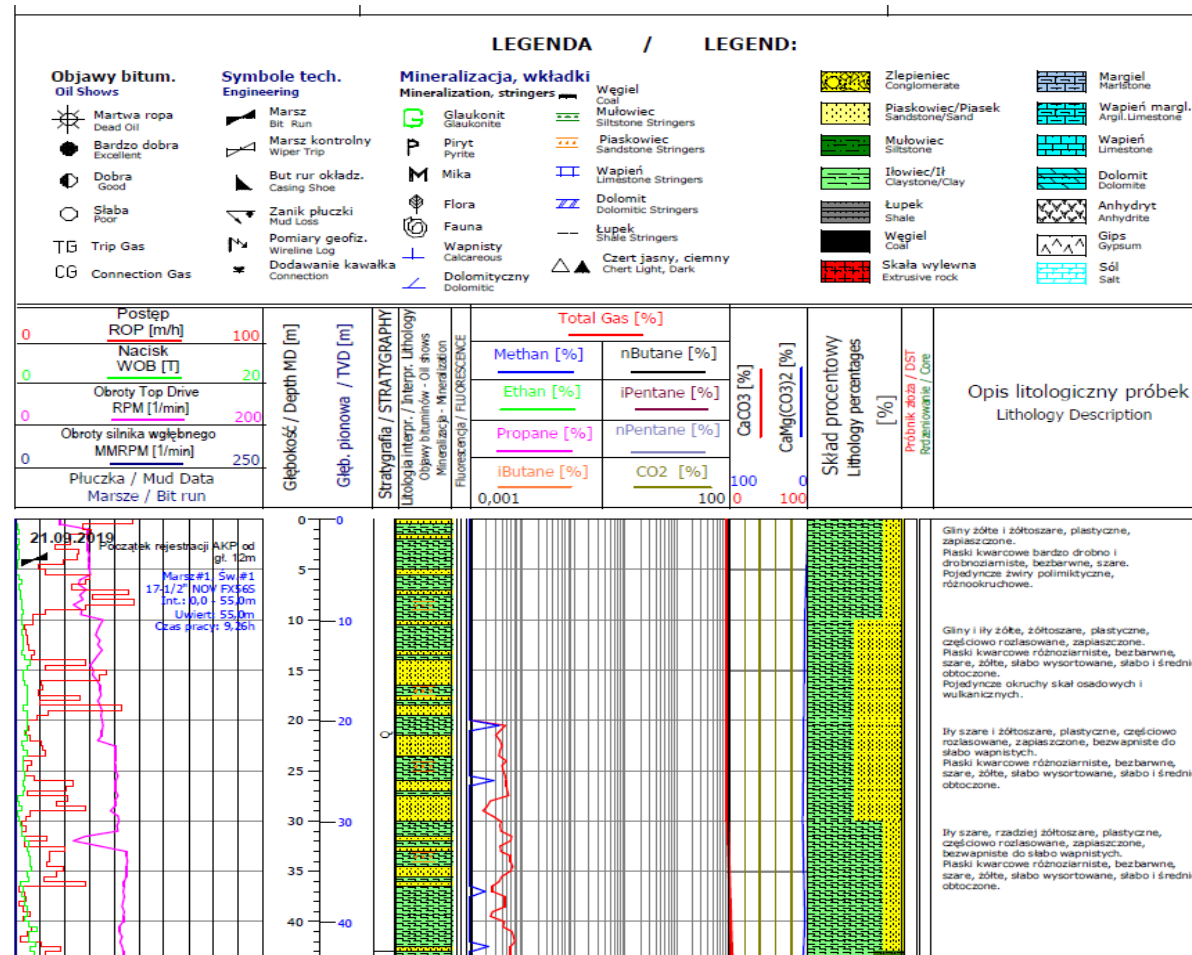 LEGENDA / LEGEND:
Objawy bitum.
Oil Shows
Martwa ropa
Dead Oil
Bardzo dobra
Excellent
Dobra
Good
Słaba
Poor
TG Trip Gas
CG Connection Gas
Symbole tech.
Engineering
Marsz
Bit Run
Marsz kontrolny
Wiper Trip
But rur okładz.
Casing Shoe
Zanik płuczki
Mud Loss
Pomiary geofiz.
Wireline Log
Dodawanie kawałka
Connection
Mineralizacja, wkładki
Mineralization, stringers
G Glaukonit
Glaukonite
P Piryt
Pyrite
M Mika
Flora
Fauna
Wapnisty
Calcareous
Dolomityczny
Dolomitic
Węgiel
Coal
Mułowiec
Siltstone Stringers
Piaskowiec
Sandstone Stringers
Wapień
Limestone Stringers
Dolomit
Dolomitic Stringers
Łupek
Shale Stringers
Czert jasny, ciemny
Chert Light, Dark
Zlepieniec
Conglomerate
Piaskowiec/Piasek
Sandstone/Sand
Mułowiec
Siltstone
Iłowiec/Ił
Claystone/Clay
Łupek
Shale
Węgiel
Coal
Skała wylewna
Extrusive rock
Margiel
Marlstone
Wapień margl.
Argil.Limestone
Wapień
Limestone
Dolomit
Dolomite
Anhydryt
Anhydrite
Gips
Gypsum
Sól
Salt
Postęp
ROP [m/h]
0 100
Nacisk
WOB [T]
0 20
Obroty Top Drive
RPM [1/min]
0 200
Obroty silnika wgłębnego
MMRPM [1/min]
0 250
Płuczka / Mud Data
Marsze / Bit run
Głębokość / Depth MD [m]
Głęb. pionowa / TVD [m]
Stratygrafia / STRATYGRAPHY
Litologia interpr. / Interpr. Lithology
Objawy bituminów - Oil shows
Mineralizacja - Mineralization
Fluorescencja / FLUORESCENCE
Total Gas [%]
Methan [%] nButane [%]
Ethan [%] iPentane [%]
Propane [%] nPentane [%]
iButane [%] CO2 [%]
0,001 100
CaCO3 [%]
CaMg(CO3)2 [%]
100 0
0 100
Skład procentowy
Lithology percentages
[%]
Próbnik złoża / DST
Rdzeniowanie / Core
Opis litologiczny próbek
Lithology Description
21.09.2019
Początek rejestracji AKP od
gł. 12m
Marsz#1, Św.#1
17-1/2" NOV FX56S
Int.: 0,0 - 55,0m
Uwiert: 55,0m
Czas pracy: 9,26h
0 0
5
10 10
15
20 20
25
30 30
35
40 40
Q
Gliny żółte i żółtoszare, plastyczne,
zapiaszczone.
Piaski kwarcowe bardzo drobno i
drobnoziarniste, bezbarwne, szare.
Pojedyncze żwiry polimiktyczne,
różnookruchowe.
Gliny i iły żółte, żółtoszare, plastyczne,
częściowo rozlasowane, zapiaszczone.
Piaski kwarcowe różnoziarniste, bezbarwne,
szare, żółte, słabo wysortowane, słabo i średni
obtoczone.
Pojedyncze okruchy skał osadowych i
wulkanicznych.
Iły szare i żółtoszare, plastyczne, częściowo
rozlasowane, zapiaszczone, bezwapniste do
słabo wapnistych.
Piaski kwarcowe różnoziarniste, bezbarwne,
szare, żółte, słabo wysortowane, słabo i średni
obtoczone.
Iły szare, rzadziej żółtoszare, plastyczne,
częściowo rozlasowane, zapiaszczone,
bezwapniste do słabo wapnistych.
Piaski kwarcowe różnoziarniste, bezbarwne,
szare, żółte, słabo wysortowane, słabo i średni
obtoczone.